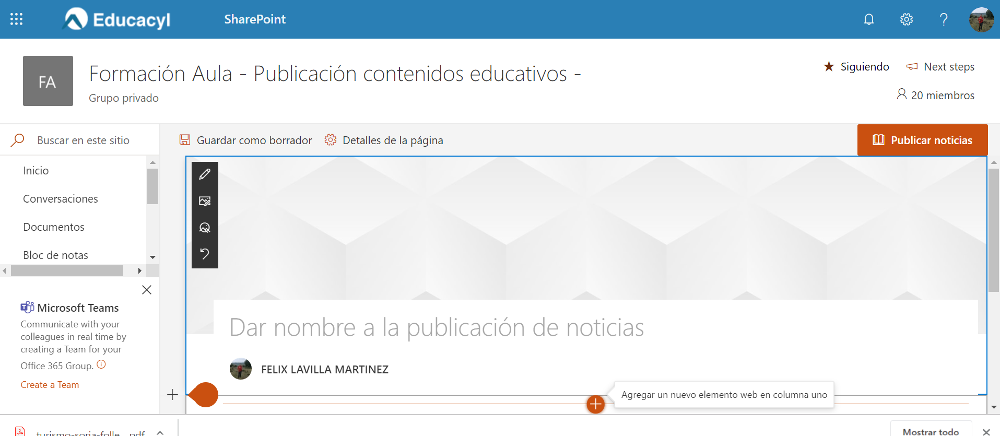 Educacyl
SharePoint
FA
Formación Aula - Publicación contenidos educativos -
Grupo privado
Siguiendo
Next steps
20 miembros
Buscar en este sitio
Guardar como borrador
Detalles de la página
Publicar noticias
Inicio
Conversaciones
Documentos
Bloc de notas
Microsoft Teams
Communicate with your
colleagues in real time by
creating a Team for your
Office 365 Group.
Create a Team
Dar nombre a la publicación de noticias
FELIX LAVILLA MARTINEZ
Agregar un nuevo elemento web en columna uno
turismo-soria-folle....pdf
Mostrar todo